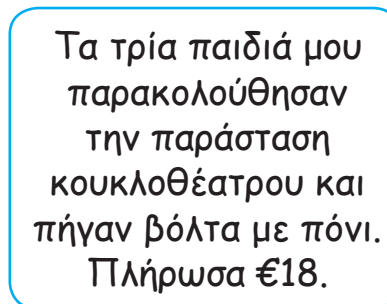 Τα τρία παιδιά μου
παρακολούθησαν
την παράσταση
κουκλοθέατρου και
πήγαν βόλτα με πόνι.
Πλήρωσα €18.